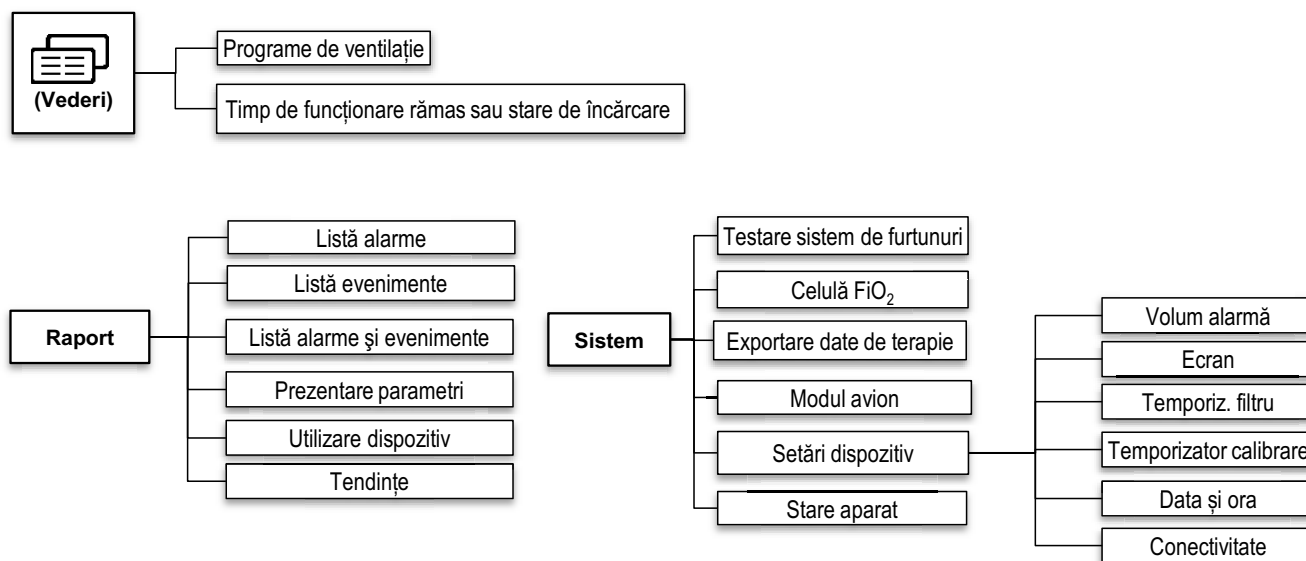 (Vederi)
Programe de ventilație
Timp de funcționare rămas sau stare de încărcare
Raport
Listă alarme
Listă evenimente
Listă alarme şi evenimente
Prezentare parametri
Utilizare dispozitiv
Tendințe
Sistem
Testare sistem de furtunuri
Celulă FiO₂
Exportare date de terapie
Modul avion
Setări dispozitiv
Stare aparat
Volum alarmă
Ecran
Temporiz. filtru
Temporizator calibrare
Data și ora
Conectivitate